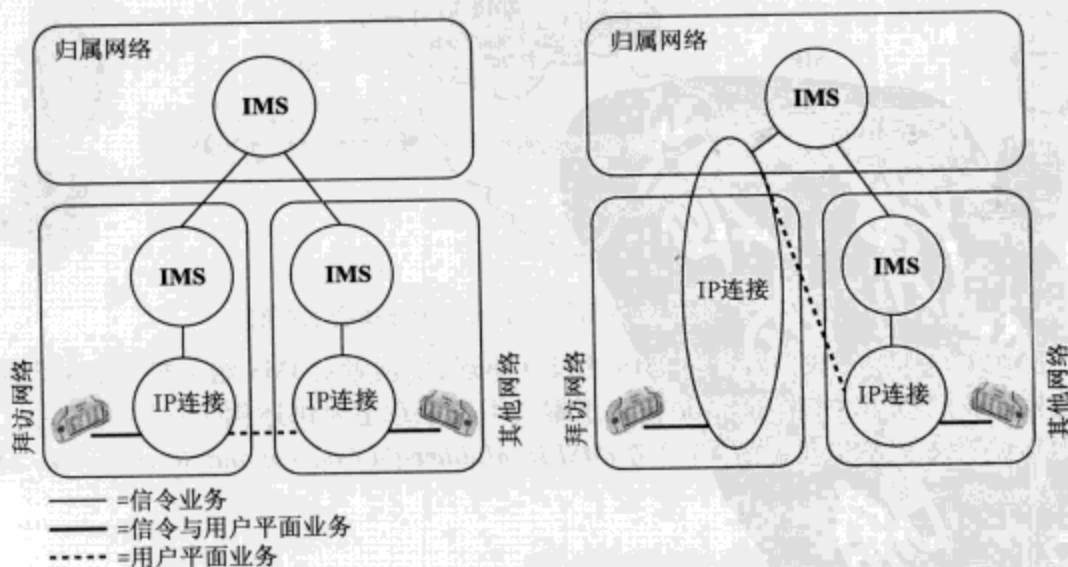 归属网络
IMS
IMS
IMS
IP连接
IP连接
拜访网络
其他网络
归属网络
IMS
IP连接
IMS
IP连接
拜访网络
其他网络
=信令业务
=信令与用户平面业务
=用户平面业务